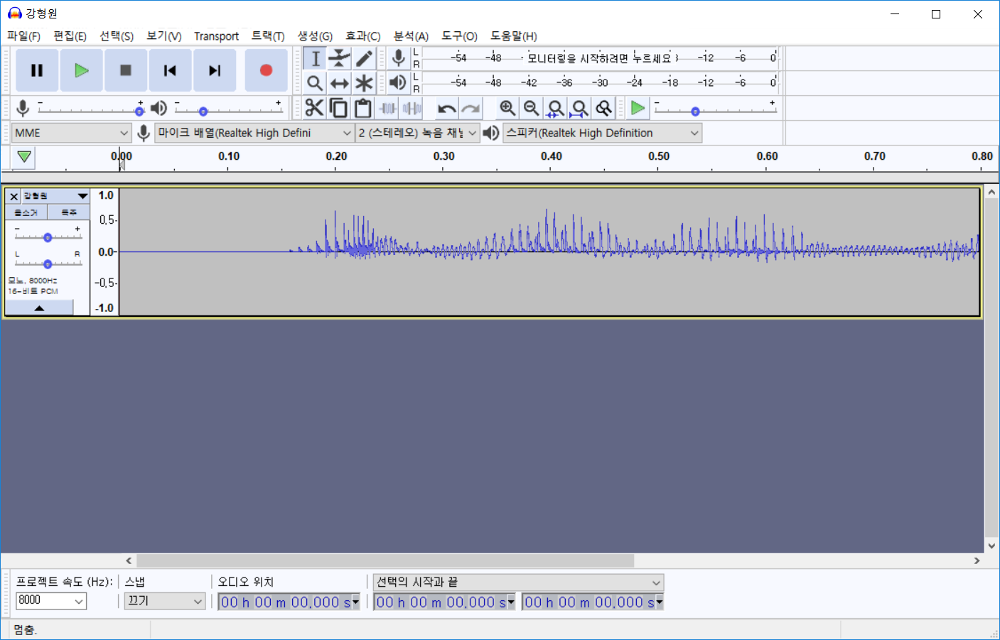 강형원
파일(F) 편집(E) 선택(S) 보기(V) Transport 트랙(T) 생성(G) 효과(C) 분석(A) 도구(O) 도움말(H)
L R -54 -48 모니터링을 시작하려면 누르세요 -12 -6 0
L R -54 -48 -42 -36 -30 -24 -18 -12 -6 0
- + - + - +
MME 마이크 배열(Realtek High Defini 2 (스테레오) 녹음 채널 스피커(Realtek High Definition
0.00 0.10 0.20 0.30 0.40 0.50 0.60 0.70 0.80
강형원
음소거 독주
- +
L R
모노, 8000Hz
16-비트 PCM
1.0
0.5-
0.0-
-0.5-
-1.0
프로젝트 속도 (Hz): 스냅 오디오 위치 선택의 시작과 끝
8000 끄기 00 h 00 m 00.000 s 00 h 00 m 00.000 s 00 h 00 m 00.000 s
멈춤.